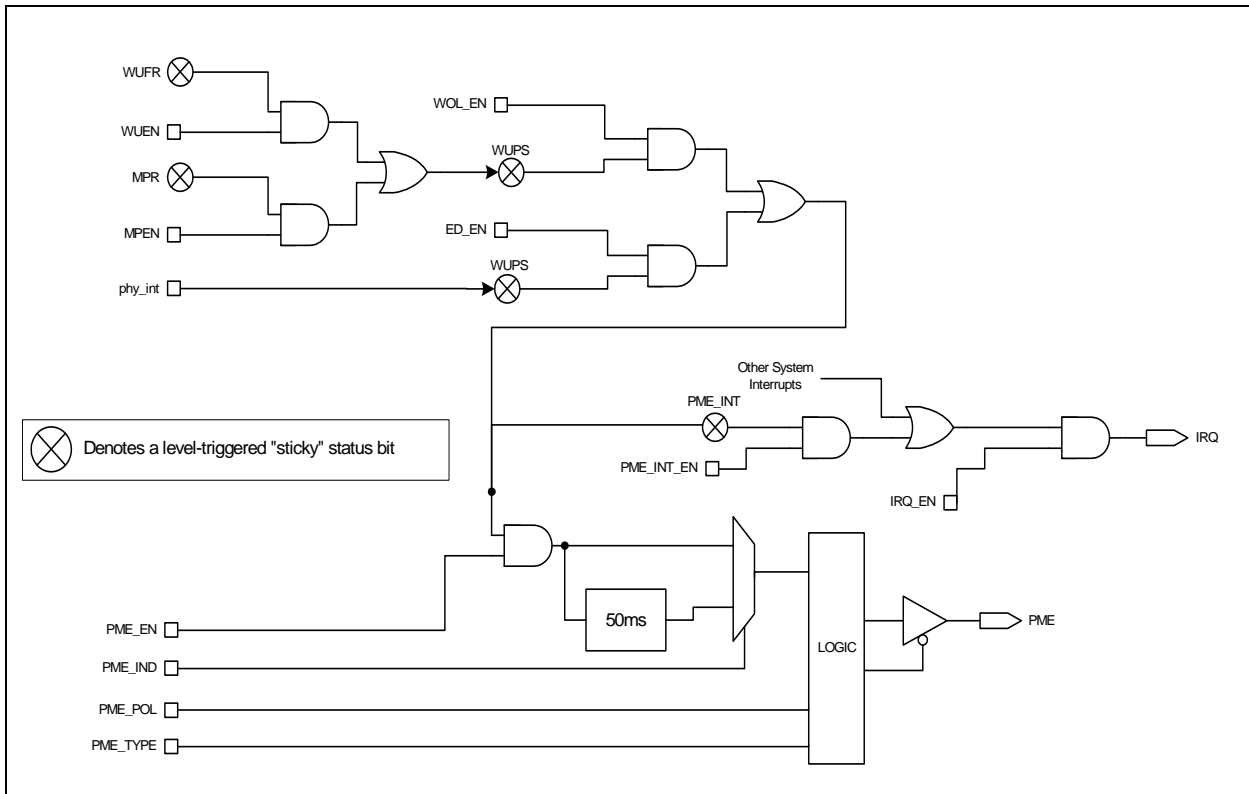 WUFR
WUEN
MPR
MPEN
phy_int
WOL_EN
WUPS
ED_EN
WUPS
Other System
Interrupts
PME_INT
PME_INT_EN
IRQ_EN
IRQ
Denotes a level-triggered "sticky" status bit
PME_EN
PME_IND
PME_POL
PME_TYPE
50ms
LOGIC
PME